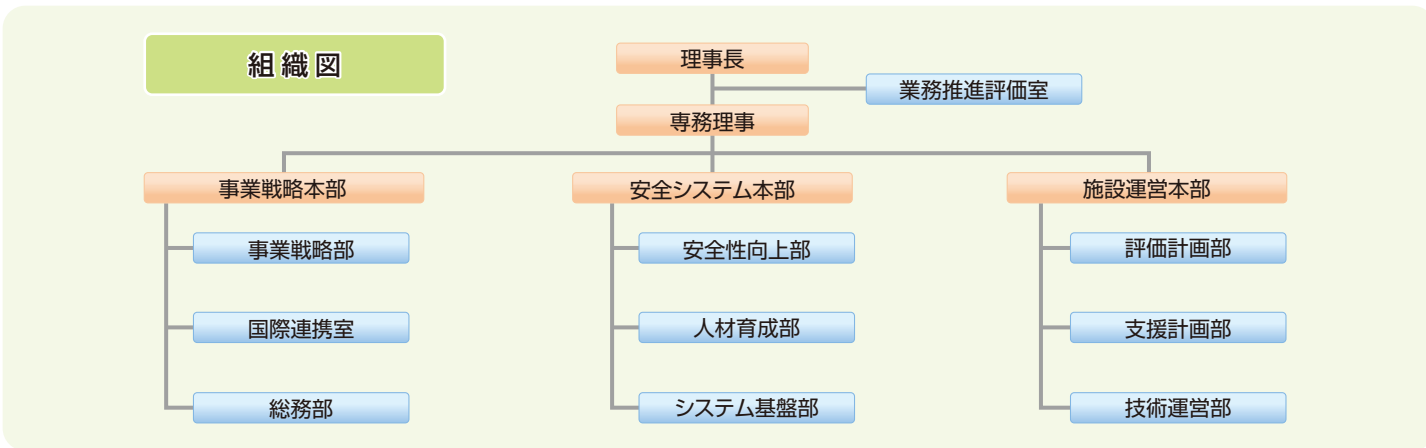 組織図
理事長
業務推進評価室
専務理事
事業戦略本部
安全システム本部
施設運営本部
事業戦略部
安全性向上部
評価計画部
国際連携室
人材育成部
支援計画部
総務部
システム基盤部
技術運営部